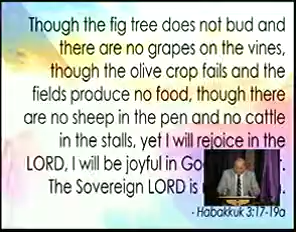 Though the fig tree does not bud and
there are no grapes on the vines,
though the olive crop fails and the
fields produce no food, though there
are no sheep in the pen and no cattle
in the stalls, yet I will rejoice in the
LORD, I will be joyful in
The Sovereign LORD is
- Habakkuk 3:17-19a